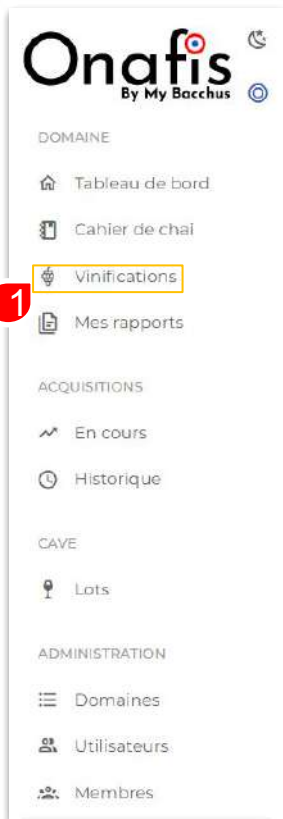 Onafis
By My Bacchus
DOMAINE
Tableau de bord
Cahier de chai
Vinifications
1
Mes rapports
ACQUISITIONS
En cours
Historique
CAVE
Lots
ADMINISTRATION
Domaines
Utilisateurs
Membres